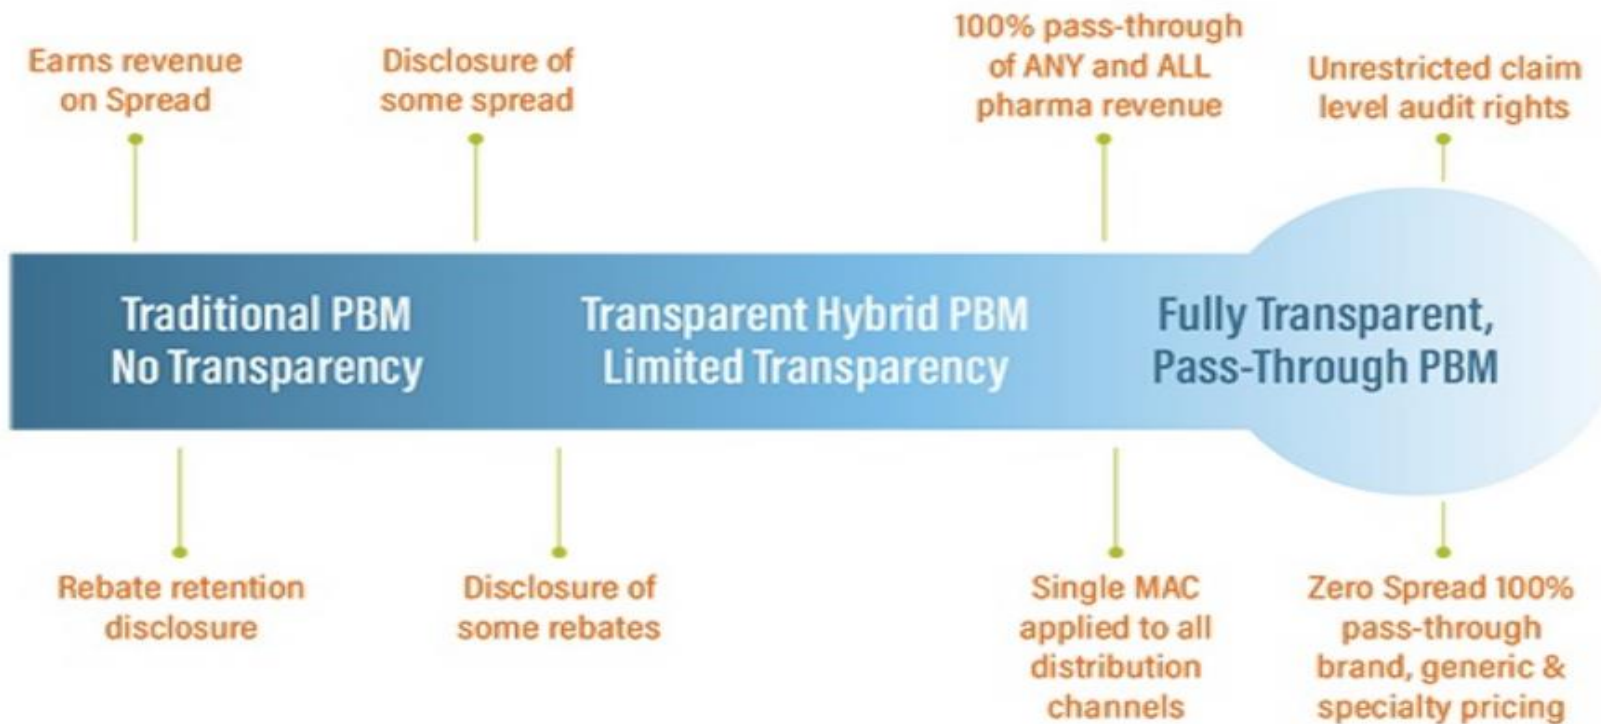 Earns revenue
on Spread
Disclosure of
some spread
100% pass-through
of ANY and ALL
pharma revenue
Unrestricted claim
level audit rights
Traditional PBM
No Transparency
Transparent Hybrid PBM
Limited Transparency
Fully Transparent,
Pass-Through PBM
Rebate retention
disclosure
Disclosure of
some rebates
Single MAC
applied to all
distribution
channels
Zero Spread 100%
pass-through
brand, generic &
specialty pricing